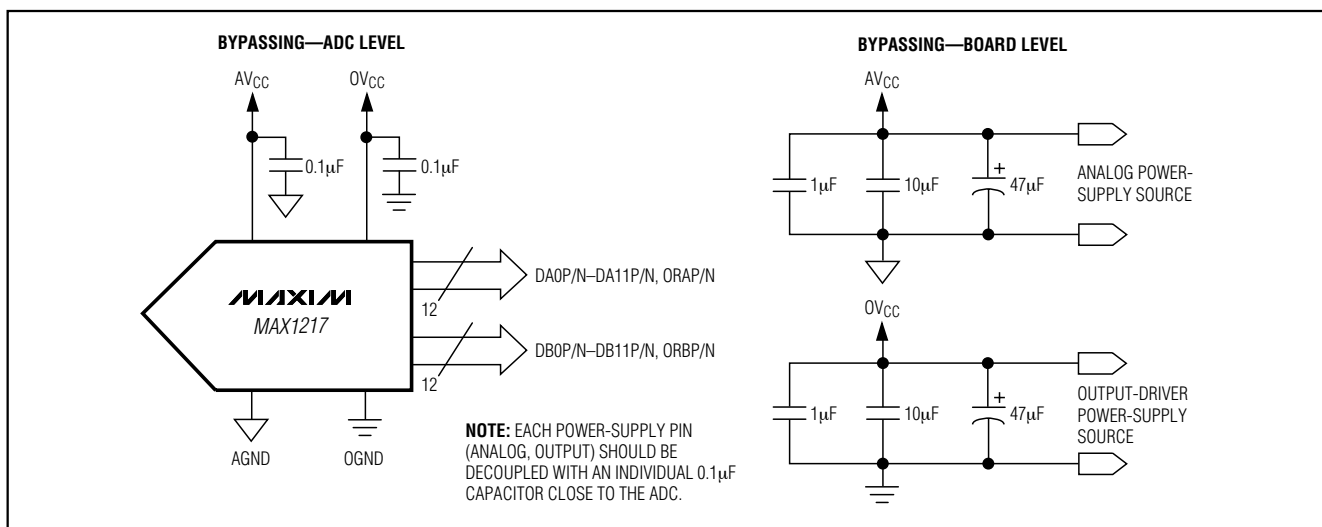 BYPASSING—ADC LEVEL
AVCC
OVCC
0.1µF
0.1µF
MAXIM
MAX1217
12
DA0P/N–DA11P/N, ORAP/N
12
DB0P/N–DB11P/N, ORBP/N
AGND
OGND
NOTE: EACH POWER-SUPPLY PIN
(ANALOG, OUTPUT) SHOULD BE
DECOUPLED WITH AN INDIVIDUAL 0.1µF
CAPACITOR CLOSE TO THE ADC.
BYPASSING—BOARD LEVEL
AVCC
1µF
10µF
+
47µF
ANALOG POWER-
SUPPLY SOURCE
OVCC
1µF
10µF
+
47µF
OUTPUT-DRIVER
POWER-SUPPLY
SOURCE